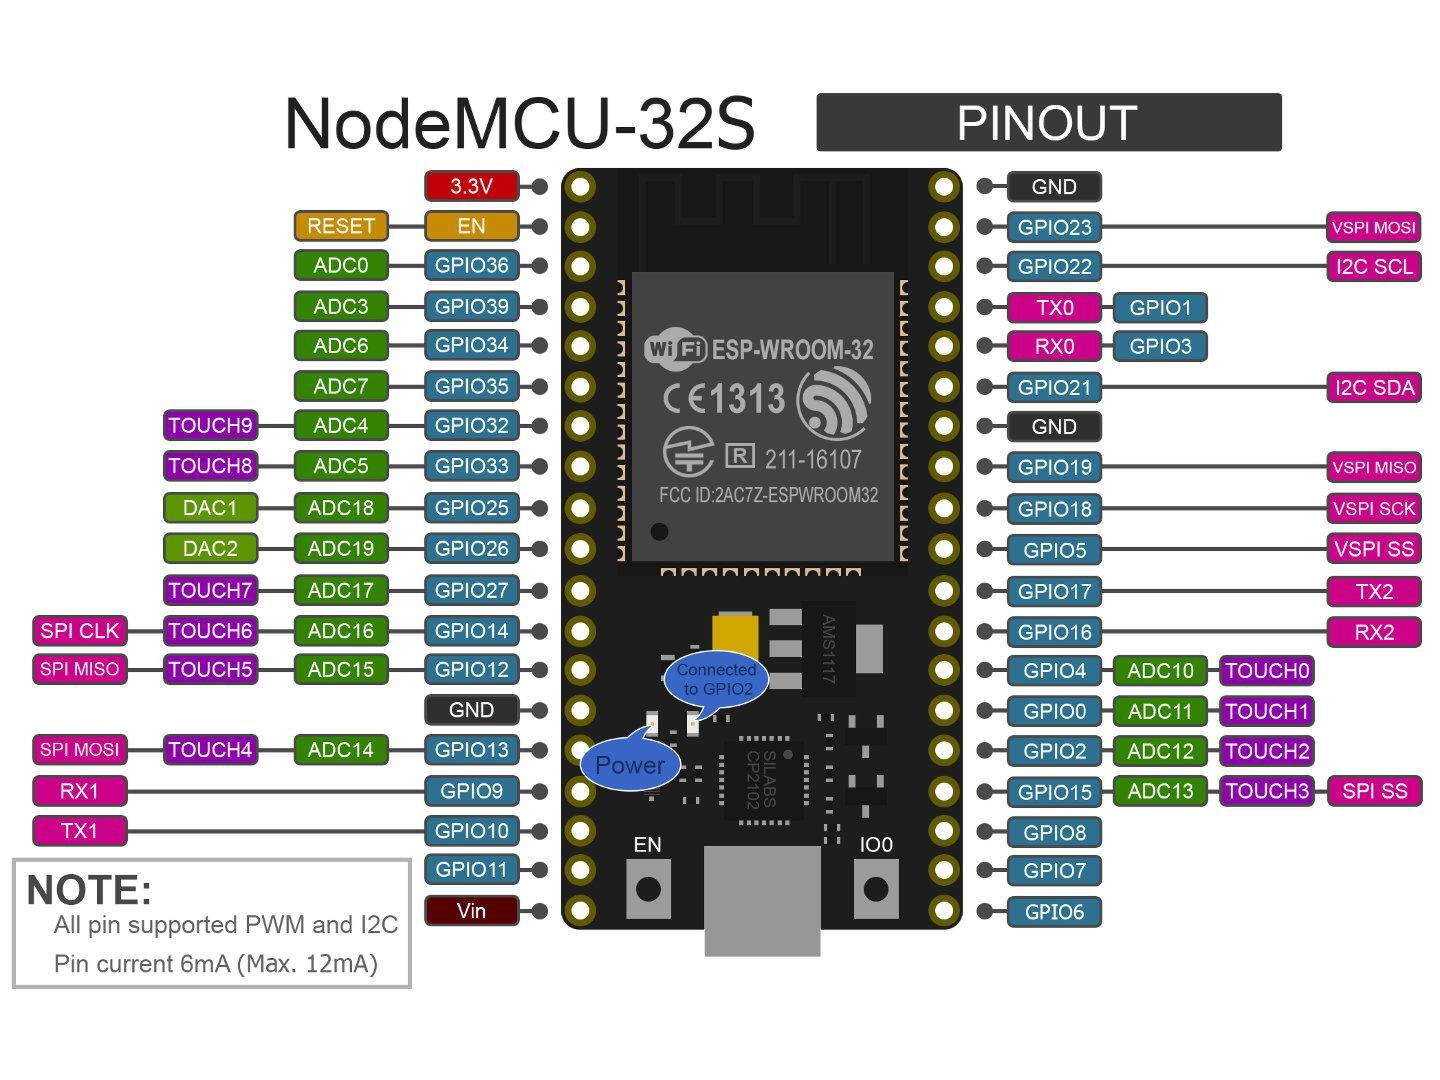 NodeMCU-32S PINOUT
3.3V GND
RESET EN GPIO23 VSPI MOSI
ADC0 GPIO36 GPIO22 I2C SCL
ADC3 GPIO39 TX0 GPIO1
ADC6 GPIO34 RX0 GPIO3
WiFi ESP-WROOM-32
ADC7 GPIO35 GPIO21 I2C SDA
CE1313
TOUCH9 ADC4 GPIO32 GND
TOUCH8 ADC5 GPIO33 GPIO19 VSPI MISO
R 211-16107
FCC ID:2AC7Z-ESPWROOM32
DAC1 ADC18 GPIO25 GPIO18 VSPI SCK
DAC2 ADC19 GPIO26 GPIO5 VSPI SS
TOUCH7 ADC17 GPIO27 GPIO17 TX2
SPI CLK TOUCH6 ADC16 GPIO14 GPIO16 RX2
AMS1117
SPI MISO TOUCH5 ADC15 GPIO12 GPIO4 ADC10 TOUCH0
Connected
to GPIO2
GND GPIO0 ADC11 TOUCH1
SPI MOSI TOUCH4 ADC14 GPIO13 GPIO2 ADC12 TOUCH2
Power
SILABS
CP2102
RX1 GPIO9 GPIO15 ADC13 TOUCH3 SPI SS
TX1 GPIO10 GPIO8
EN IO0
GPIO11 GPIO7
Vin GPIO6
NOTE:
All pin supported PWM and I2C
Pin current 6mA (Max. 12mA)